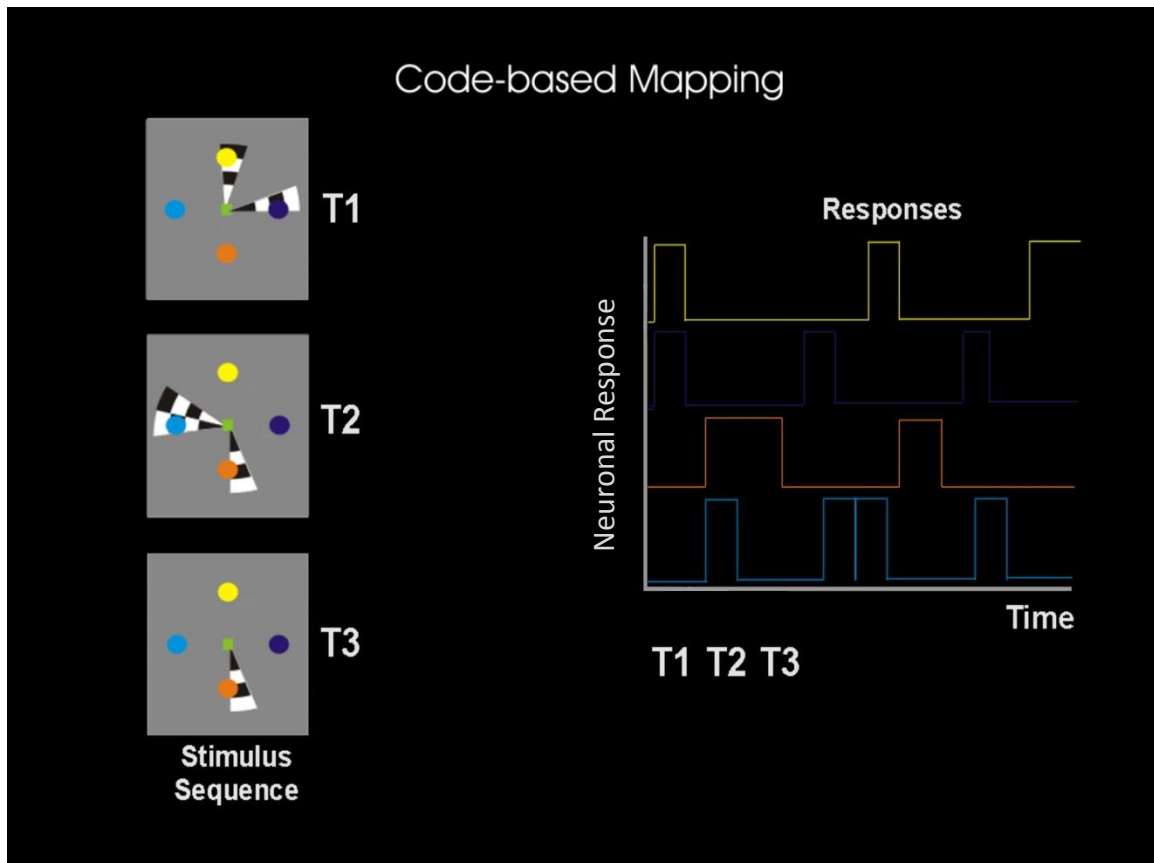 Code-based Mapping
T1
T2
T3
Stimulus
Sequence
Responses
Neuronal Response
Time
T1 T2 T3